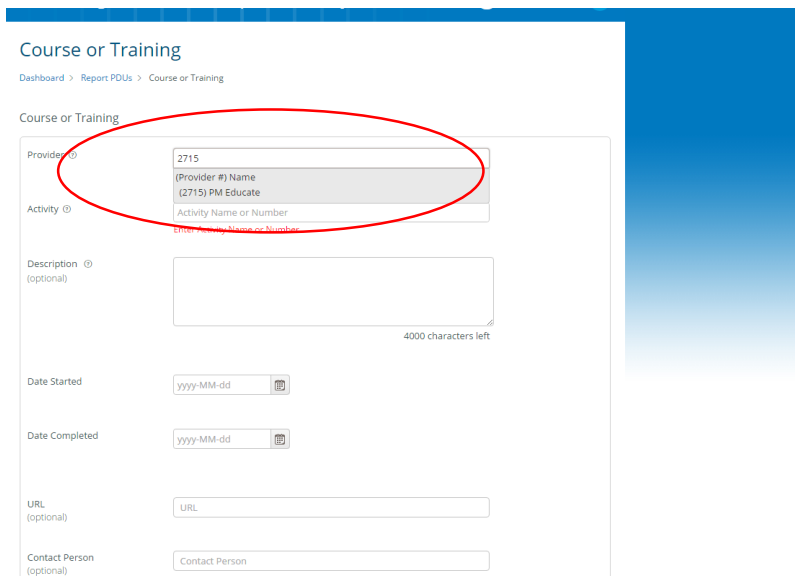 Course or Training
Dashboard > Report PDUs > Course or Training
Course or Training
Provider
2715
(Provider #) Name
(2715) PM Educate
Activity
Activity Name or Number
Enter Activity Name or Number
Description
(optional)
4000 characters left
Date Started
yyyy-MM-dd
Date Completed
yyyy-MM-dd
URL
(optional)
URL
Contact Person
(optional)
Contact Person